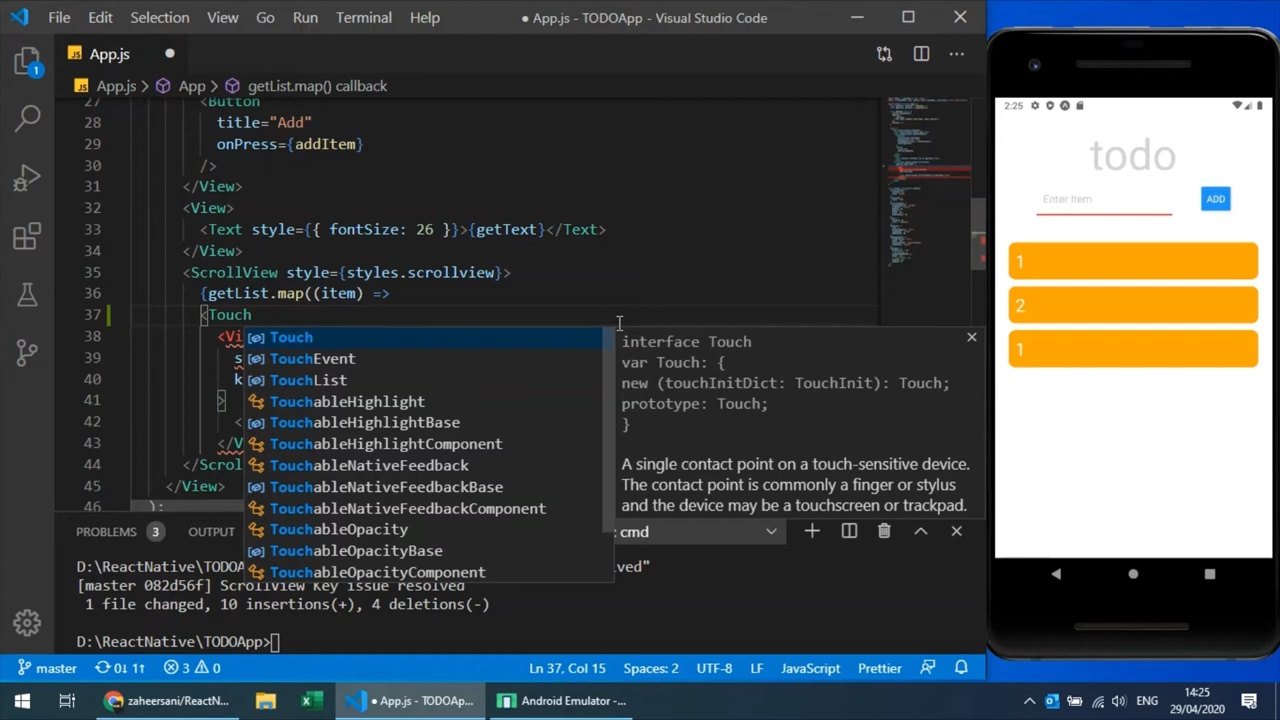 File Edit Selection View Go Run Terminal Help ● App.js - TODOApp - Visual Studio Code
JS App.js ●
JS App.js > App > getList.map() callback
1
27 <Button
28 title="Add"
29 onPress={addItem}
30 />
31 </View>
32 <View>
33 <Text style={{ fontSize: 26 }}>{getText}</Text>
34 </View>
35 <ScrollView style={styles.scrollview}>
36 {getList.map((item) =>
37 <Touch
38 <Vi
39 s
40 k
41 >
42 <
43 </V
44 </Scrol
45 </View>
46 );
Touch
TouchEvent
TouchList
TouchableHighlight
TouchableHighlightBase
TouchableHighlightComponent
TouchableNativeFeedback
TouchableNativeFeedbackBase
TouchableNativeFeedbackComponent
TouchableOpacity
TouchableOpacityBase
TouchableOpacityComponent
interface Touch
var Touch: {
new (touchInitDict: TouchInit): Touch;
prototype: Touch;
}
A single contact point on a touch-sensitive device.
The contact point is commonly a finger or stylus
and the device may be a touchscreen or trackpad.
PROBLEMS 3 OUTPUT cmd
D:\ReactNative\TODOA ved"
[master 082d56f] ScrollView Key issue resolved
1 file changed, 10 insertions(+), 4 deletions(-)
D:\ReactNative\TODOApp>
master 0↓ 1↑ 3 0 Ln 37, Col 15 Spaces: 2 UTF-8 LF JavaScript Prettier
zaheersani/ReactN... ● App.js - TODOApp... Android Emulator -... ENG 14:25
29/04/2020
2:25
todo
Enter Item ADD
1
2
1